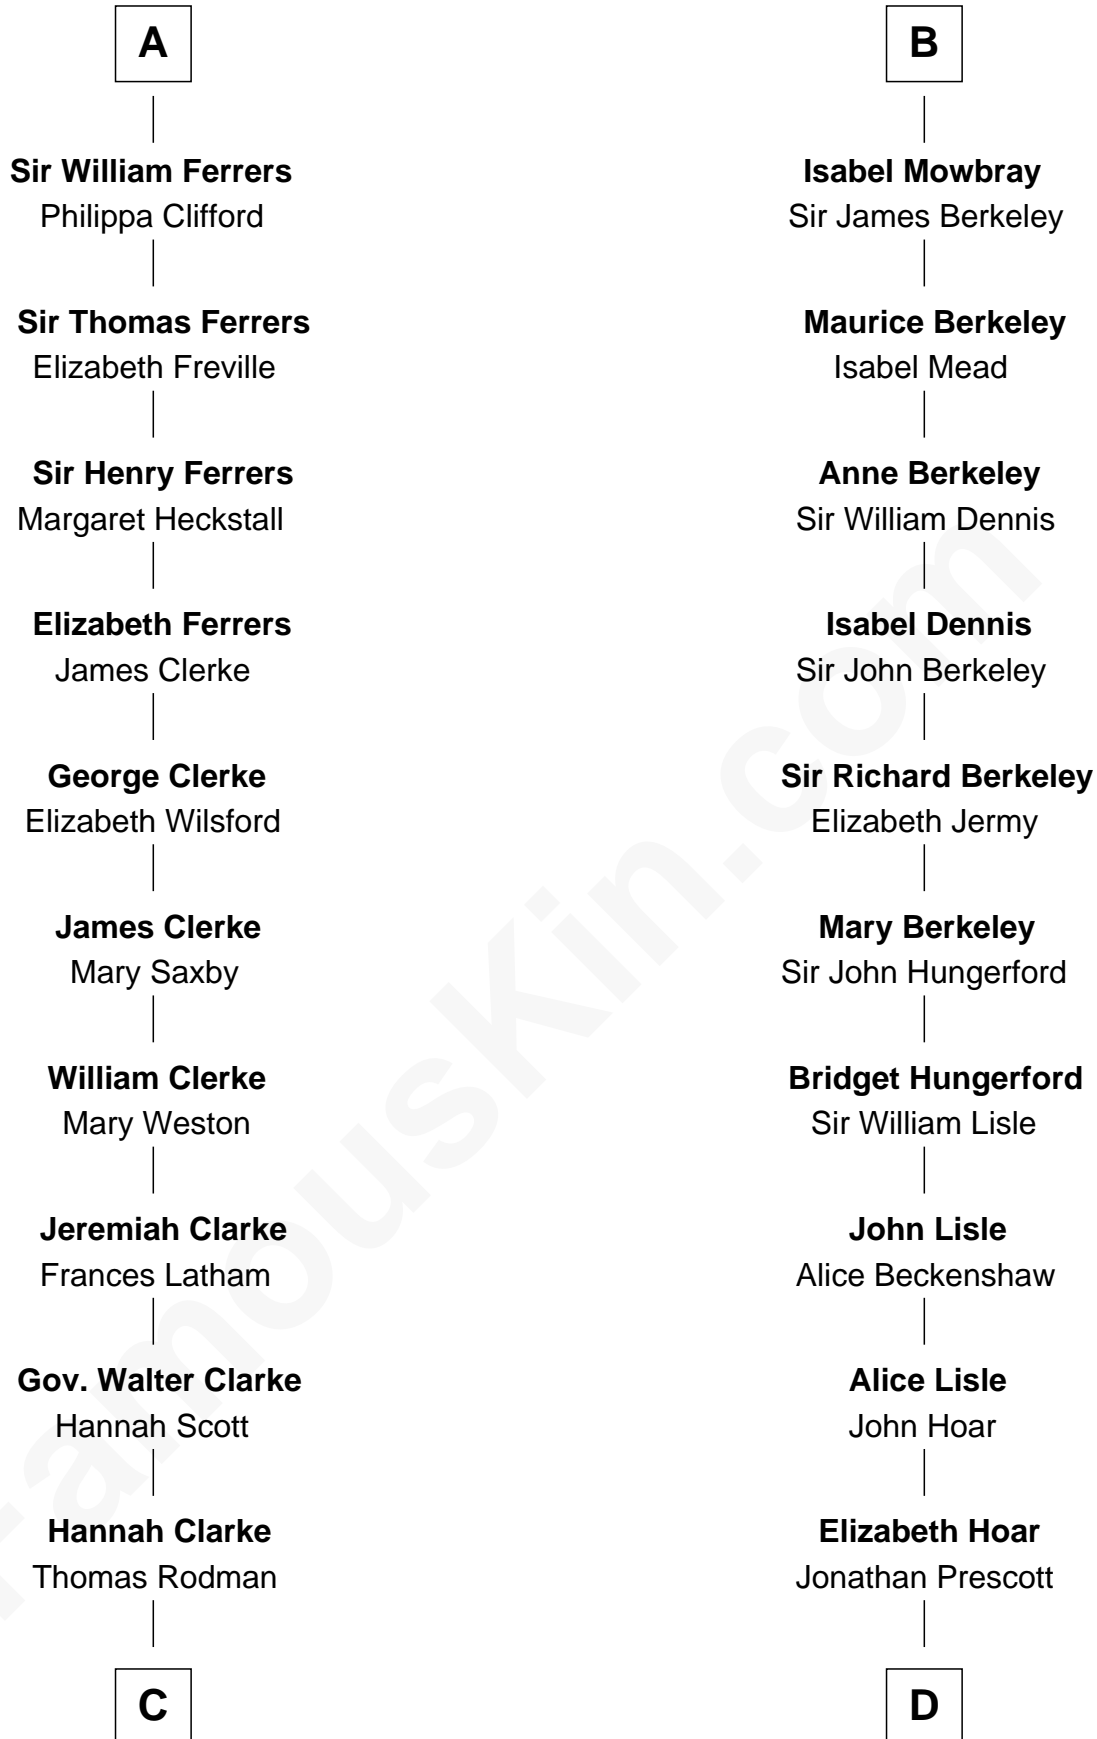 A
Sir William Ferrers
Philippa Clifford
Sir Thomas Ferrers
Elizabeth Freville
Sir Henry Ferrers
Margaret Heckstall
Elizabeth Ferrers
James Clerke
George Clerke
Elizabeth Wilsford
James Clerke
Mary Saxby
William Clerke
Mary Weston
Jeremiah Clarke
Frances Latham
Gov. Walter Clarke
Hannah Scott
Hannah Clarke
Thomas Rodman
C
B
Isabel Mowbray
Sir James Berkeley
Maurice Berkeley
Isabel Mead
Anne Berkeley
Sir William Dennis
Isabel Dennis
Sir John Berkeley
Sir Richard Berkeley
Elizabeth Jermy
Mary Berkeley
Sir John Hungerford
Bridget Hungerford
Sir William Lisle
John Lisle
Alice Beckenshaw
Alice Lisle
John Hoar
Elizabeth Hoar
Jonathan Prescott
D
FamousKin.com